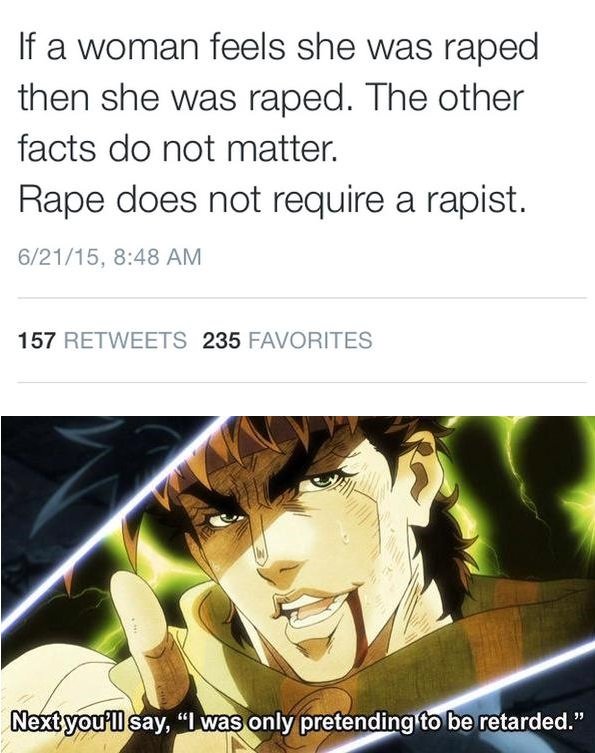 If a woman feels she was raped
then she was raped. The other
facts do not matter.
Rape does not require a rapist.
6/21/15, 8:48 AM
157 RETWEETS 235 FAVORITES
Next you'll say, “I was only pretending to be retarded.”